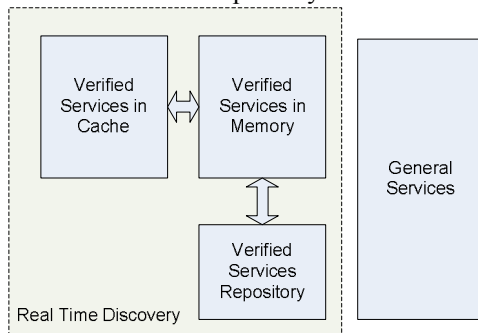 Verified
Services in
Cache
Verified
Services in
Memory
General
Services
Verified
Services
Repository
Real Time Discovery